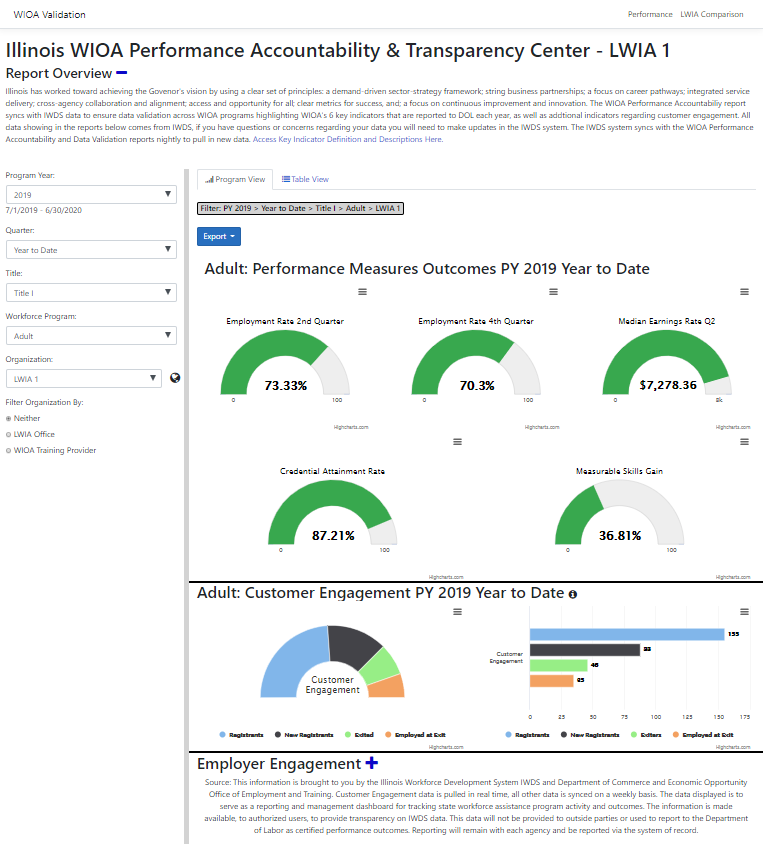 WIOA Validation
Performance LWIA Comparison
Illinois WIOA Performance Accountability & Transparency Center - LWIA 1
Report Overview
Illinois has worked toward achieving the Govenor's vision by using a clear set of principles: a demand-driven sector-strategy framework; string business partnerships; a focus on career pathways; integrated service
delivery; cross-agency collaboration and alignment; access and opportunity for all; clear metrics for success, and; a focus on continuous improvement and innovation. The WIOA Performance Accountabiliy report
syncs with IWDS data to ensure data validation across WIOA programs highlighting WIOA's 6 key indicators that are reported to DOL each year, as well as addtional indicators regarding customer engagement. All
data showing in the reports below comes from IWDS, if you have questions or concerns regarding your data you will need to make updates in the IWDS system. The IWDS system syncs with the WIOA Performance
Accountability and Data Validation reports nightly to pull in new data. Access Key Indicator Definition and Descriptions Here.
Program Year:
2019
7/1/2019 - 6/30/2020
Quarter:
Year to Date
Title:
Title I
Workforce Program:
Adult
Organization:
LWIA 1
Filter Organization By:
Neither
LWIA Office
WIOA Training Provider
Program View
Table View
Filter: PY 2019 > Year to Date > Title I > Adult > LWIA 1
Export
Adult: Performance Measures Outcomes PY 2019 Year to Date
Employment Rate 2nd Quarter
73.33%
0 100
Highcharts.com
Employment Rate 4th Quarter
70.3%
0 100
Highcharts.com
Median Earnings Rate Q2
$7,278.36
0 8k
Highcharts.com
Credential Attainment Rate
87.21%
0 100
Highcharts.com
Measurable Skills Gain
36.81%
0 100
Highcharts.com
Adult: Customer Engagement PY 2019 Year to Date
Customer
Engagement
Registrants New Registrants Exited Employed at Exit
Highcharts.com
Customer
Engagement
155
46
0 25 50 75 100 125 150 175
Registrants New Registrants Exiters Employed at Exit
Highcharts.com
Employer Engagement
Source: This information is brought to you by the Illinois Workforce Development System IWDS and Department of Commerce and Economic Opportunity
Office of Employment and Training. Customer Engagement data is pulled in real time, all other data is synced on a weekly basis. The data displayed is to
serve as a reporting and management dashboard for tracking state workforce assistance program activity and outcomes. The information is made
available, to authorized users, to provide transparency on IWDS data. This data will not be provided to outside parties or used to report to the Department
of Labor as certified performance outcomes. Reporting will remain with each agency and be reported via the system of record.